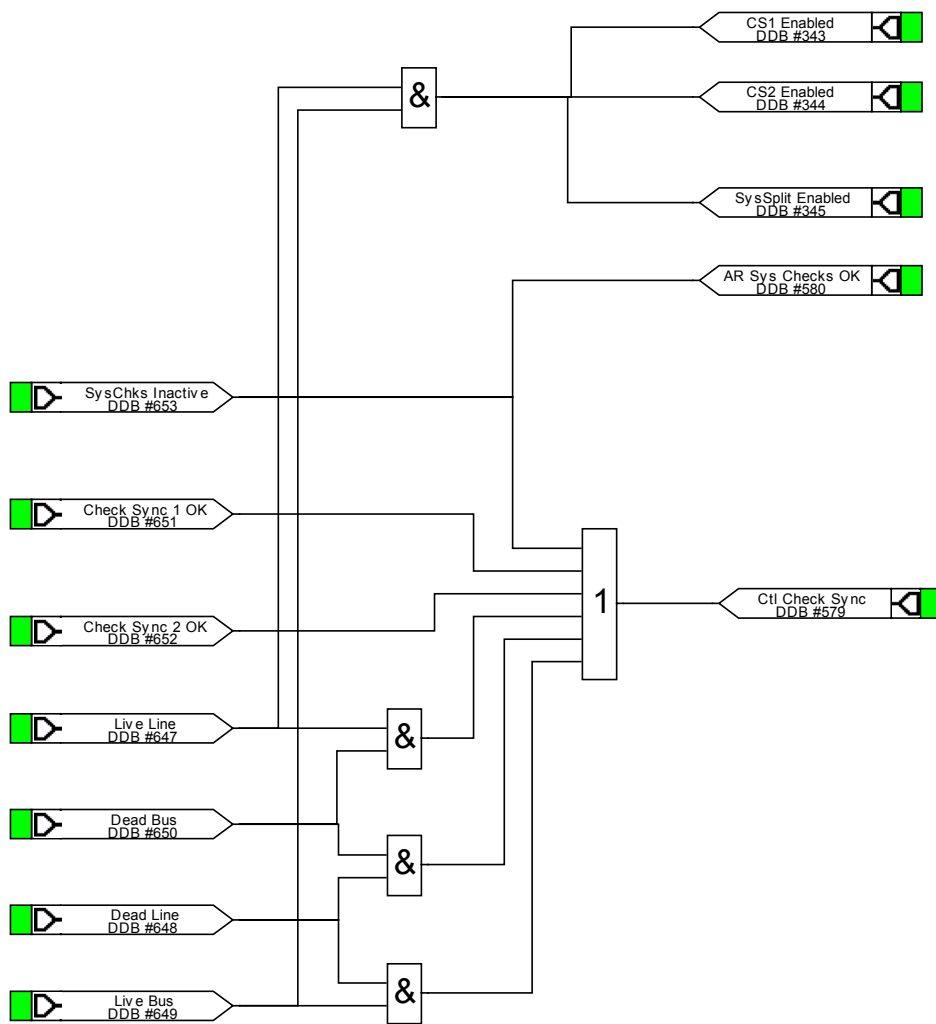 CS1 Enabled
DDB #343
&
CS2 Enabled
DDB #344
SysSplit Enabled
DDB #345
AR Sys Checks OK
DDB #580
SysChks Inactive
DDB #653
Check Sync 1 OK
DDB #651
1
Ctl Check Sync
DDB #579
Check Sync 2 OK
DDB #652
Live Line
DDB #647
&
Dead Bus
DDB #650
&
Dead Line
DDB #648
&
Live Bus
DDB #649